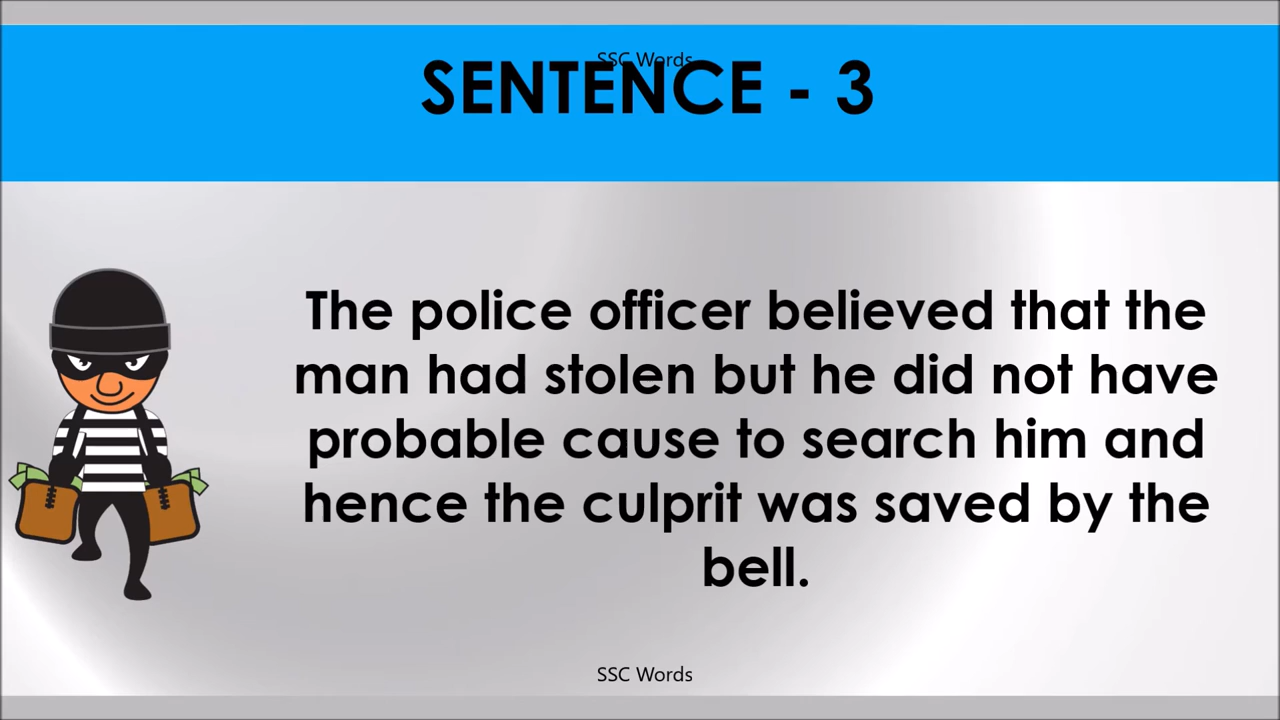 SSC Words
SENTENCE - 3
The police officer believed that the
man had stolen but he did not have
probable cause to search him and
hence the culprit was saved by the
bell.
SSC Words